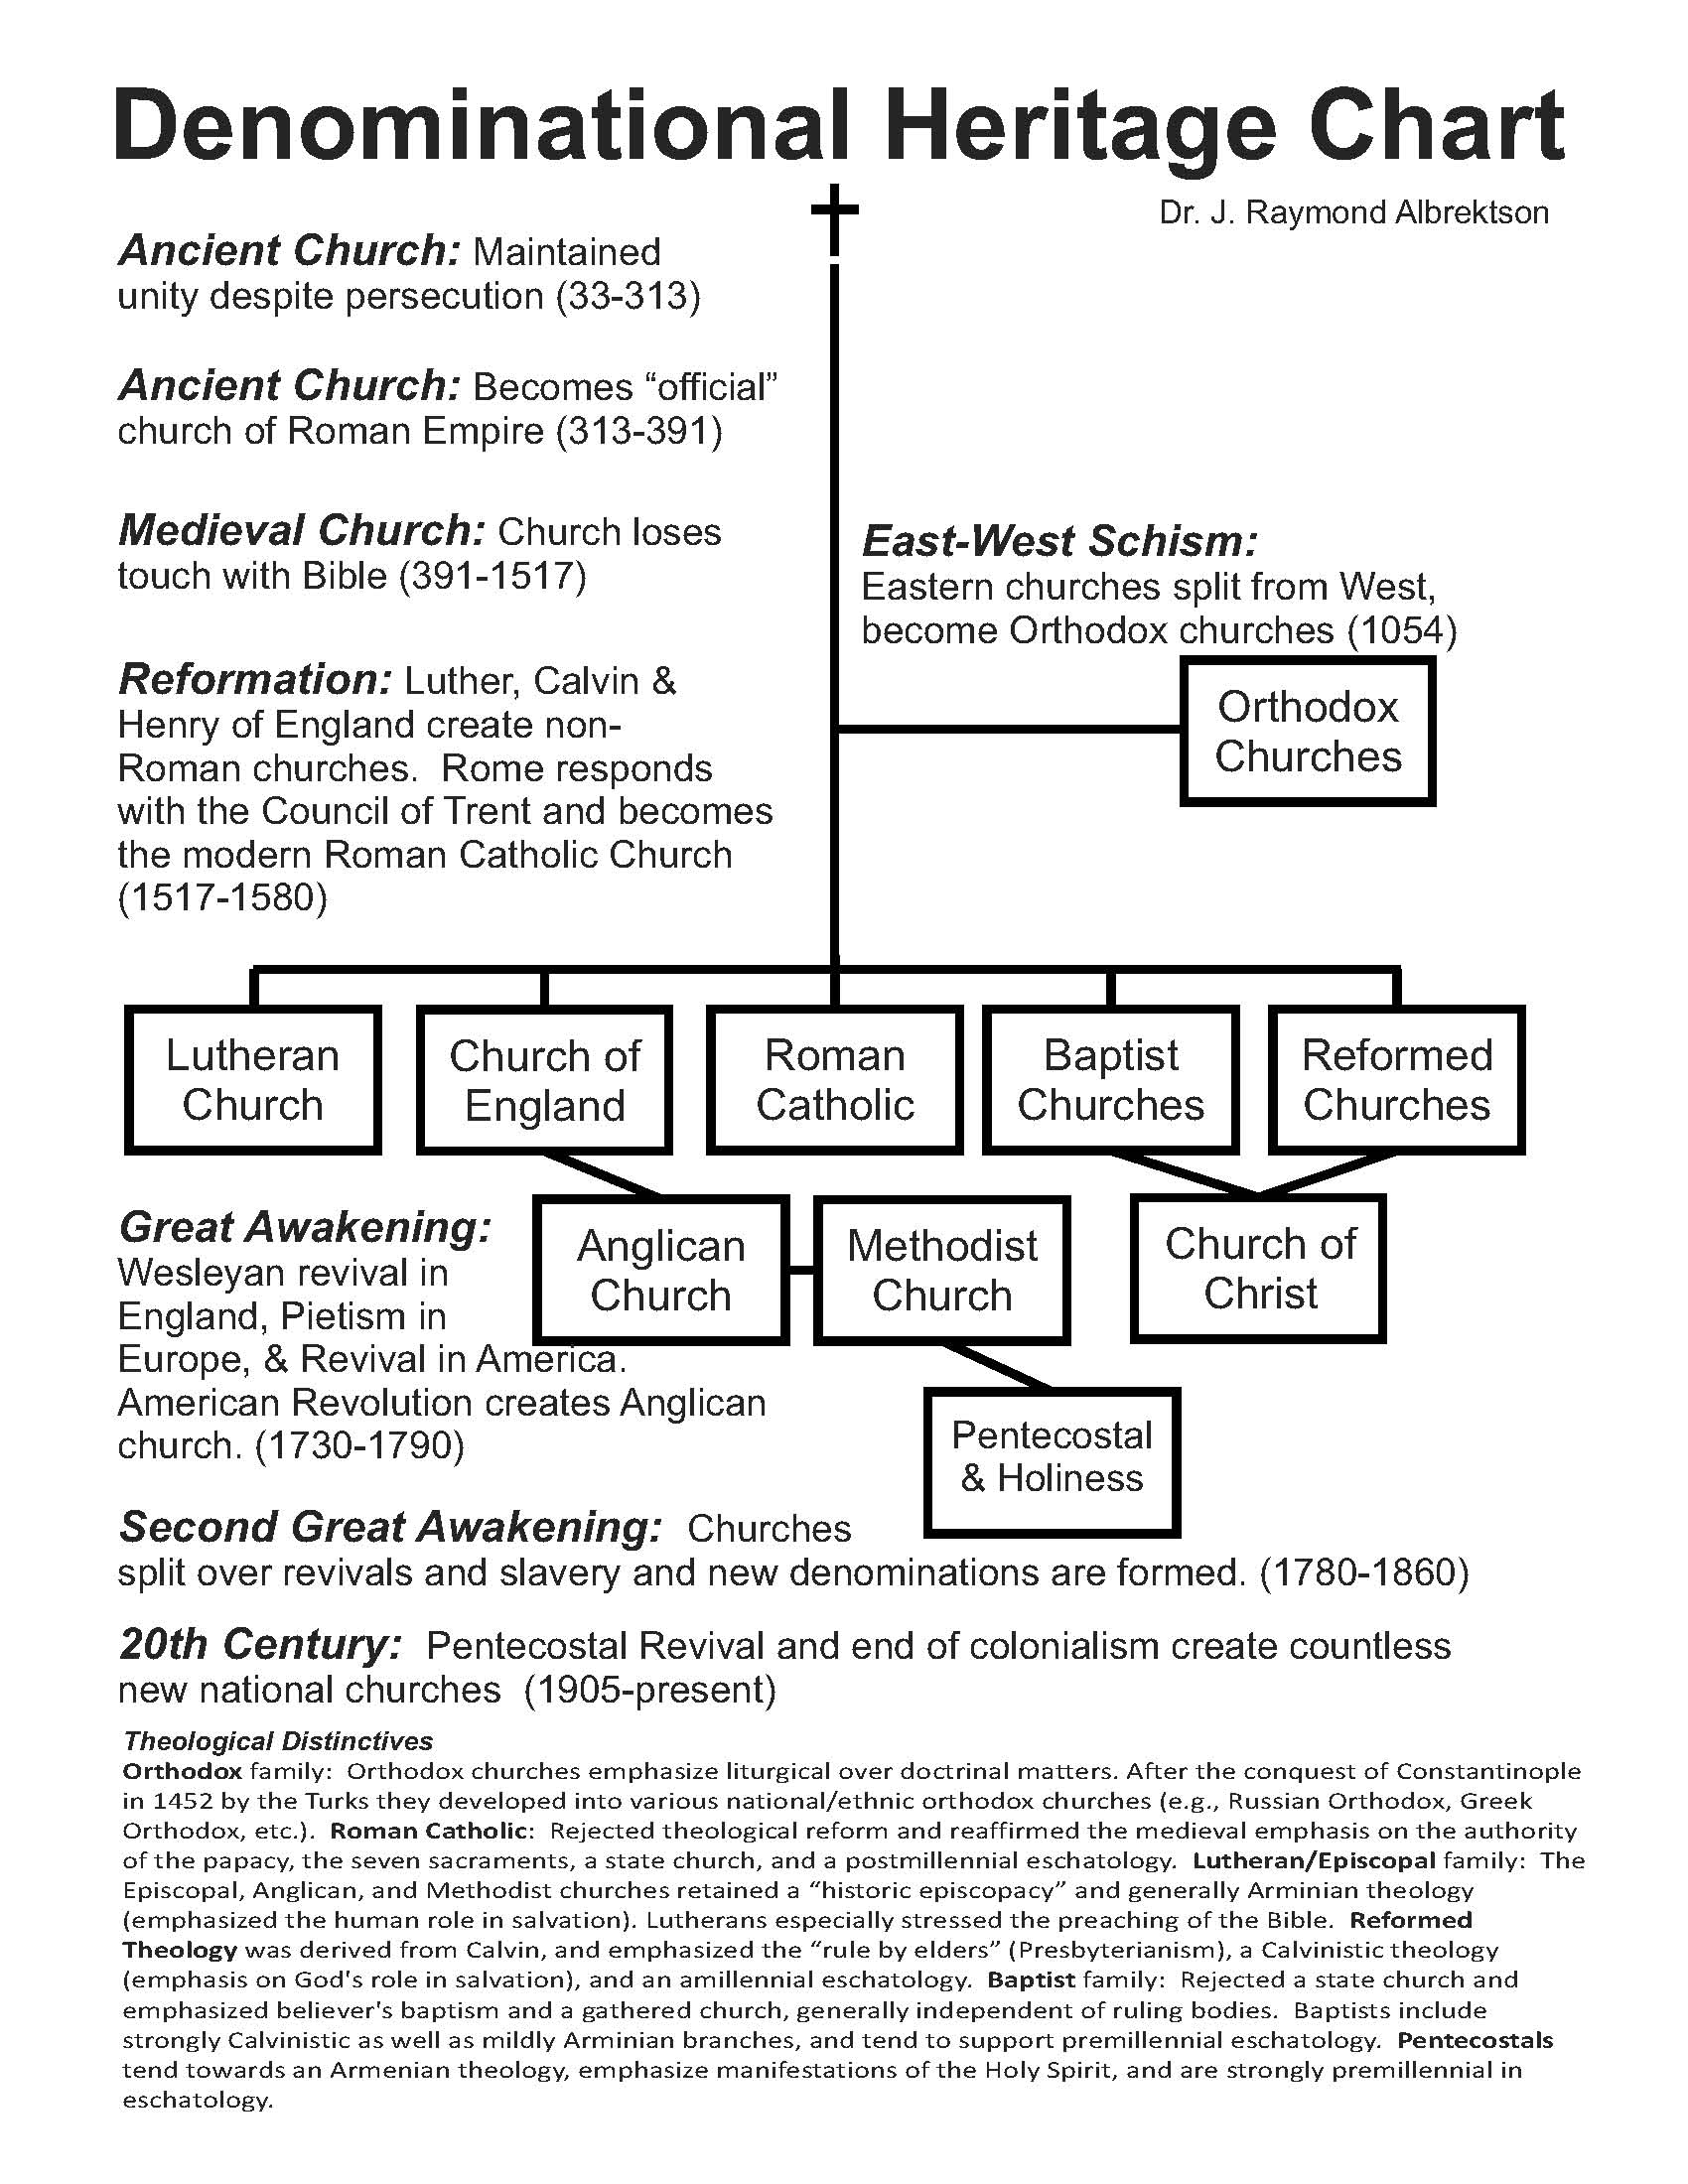 Denominational Heritage Chart
Dr. J. Raymond Albrektson
Ancient Church: Maintained
unity despite persecution (33-313)
Ancient Church: Becomes “official”
church of Roman Empire (313-391)
Medieval Church: Church loses
touch with Bible (391-1517)
East-West Schism:
Eastern churches split from West,
become Orthodox churches (1054)
Orthodox
Churches
Reformation: Luther, Calvin &
Henry of England create non-
Roman churches.  Rome responds
with the Council of Trent and becomes
the modern Roman Catholic Church
(1517-1580)
Lutheran
Church
Church of
England
Roman
Catholic
Baptist
Churches
Reformed
Churches
Anglican
Church
Methodist
Church
Church of
Christ
Great Awakening:
Wesleyan revival in
England, Pietism in
Europe, & Revival in America.
American Revolution creates Anglican
church. (1730-1790)
Pentecostal
& Holiness
Second Great Awakening:  Churches
split over revivals and slavery and new denominations are formed. (1780-1860)
20th Century:  Pentecostal Revival and end of colonialism create countless
new national churches  (1905-present)
Theological Distinctives
Orthodox family:  Orthodox churches emphasize liturgical over doctrinal matters. After the conquest of Constantinople
in 1452 by the Turks they developed into various national/ethnic orthodox churches (e.g., Russian Orthodox, Greek
Orthodox, etc.).  Roman Catholic:  Rejected theological reform and reaffirmed the medieval emphasis on the authority
of the papacy, the seven sacraments, a state church, and a postmillennial eschatology.  Lutheran/Episcopal family:  The
Episcopal, Anglican, and Methodist churches retained a “historic episcopacy” and generally Arminian theology
(emphasized the human role in salvation). Lutherans especially stressed the preaching of the Bible.  Reformed
Theology was derived from Calvin, and emphasized the “rule by elders” (Presbyterianism), a Calvinistic theology
(emphasis on God's role in salvation), and an amillennial eschatology.  Baptist family:  Rejected a state church and
emphasized believer's baptism and a gathered church, generally independent of ruling bodies.  Baptists include
strongly Calvinistic as well as mildly Arminian branches, and tend to support premillennial eschatology.  Pentecostals
tend towards an Armenian theology, emphasize manifestations of the Holy Spirit, and are strongly premillennial in
eschatology.